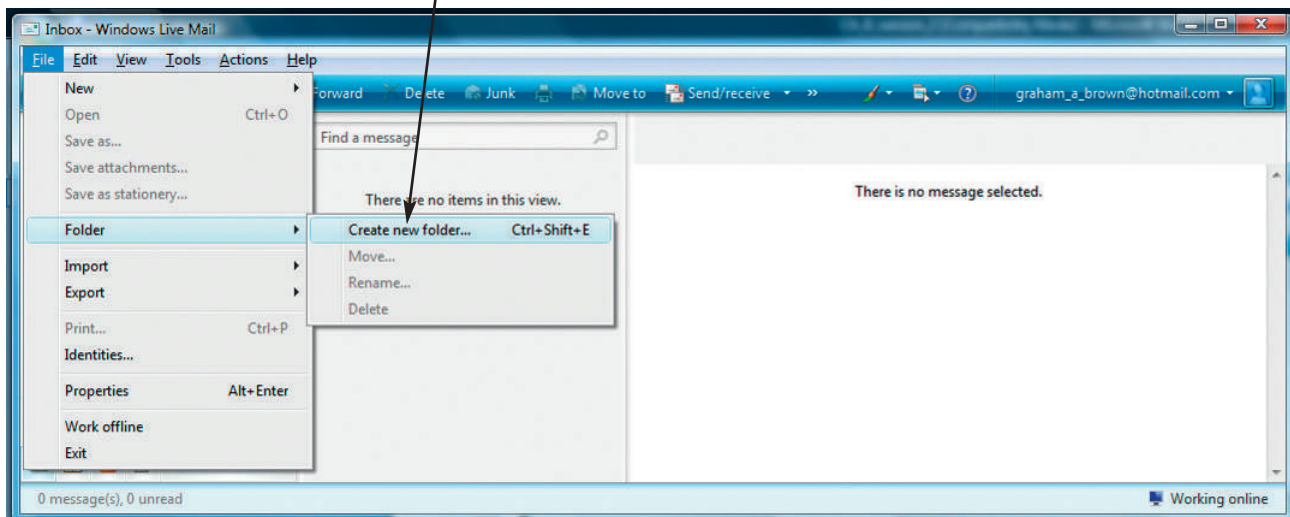 Inbox - Windows Live Mail
File Edit View Tools Actions Help
New
Forward Delete Junk Move to Send/receive » graham_a_brown@hotmail.com
Open Ctrl+O
Save as...
Find a message
Save attachments...
Save as stationery...
There are no items in this view.
There is no message selected.
Folder
Create new folder... Ctrl+Shift+E
Move...
Import
Rename...
Export
Delete
Print... Ctrl+P
Identities...
Properties Alt+Enter
Work offline
Exit
0 message(s), 0 unread
Working online